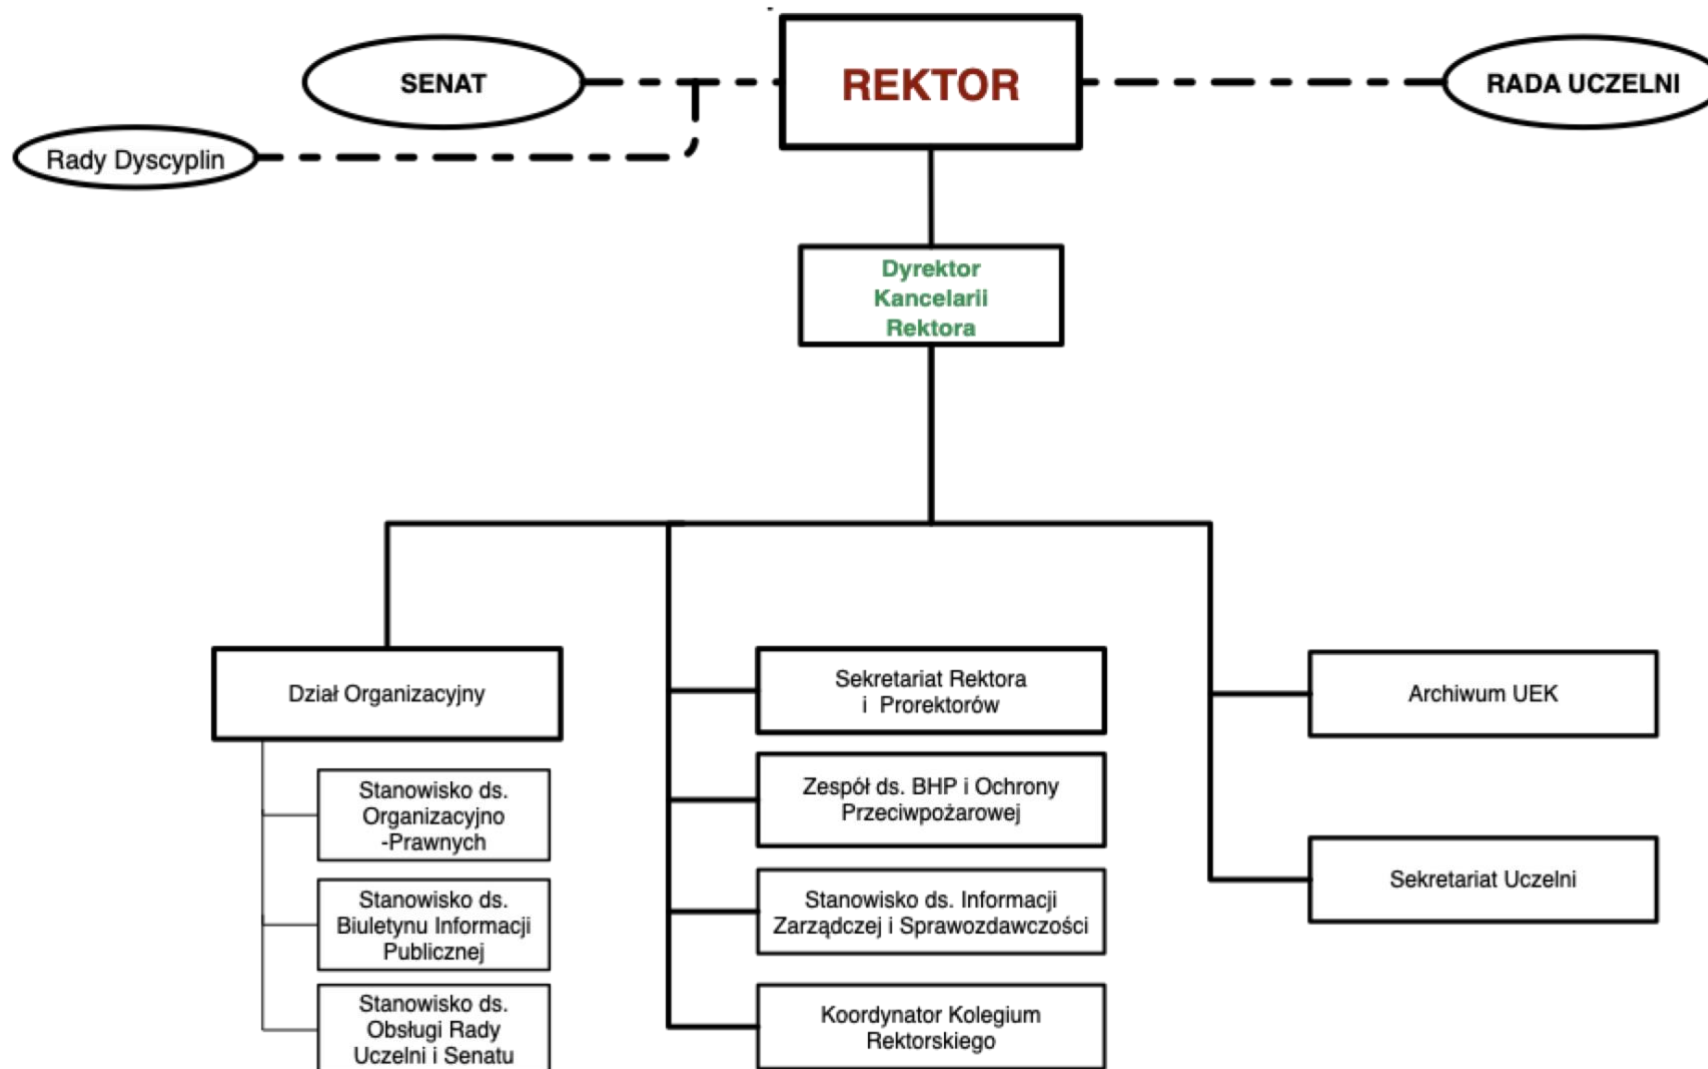 SENAT
REKTOR
RADA UCZELNI
Rady Dyscyplin
Dyrektor
Kancelarii
Rektora
Dział Organizacyjny
Stanowisko ds.
Organizacyjno
-Prawnych
Stanowisko ds.
Biuletynu Informacji
Publicznej
Stanowisko ds.
Obsługi Rady
Uczelni i Senatu
Sekretariat Rektora
i Prorektorów
Zespół ds. BHP i Ochrony
Przeciwpożarowej
Stanowisko ds. Informacji
Zarządczej i Sprawozdawczości
Koordynator Kolegium
Rektorskiego
Archiwum UEK
Sekretariat Uczelni